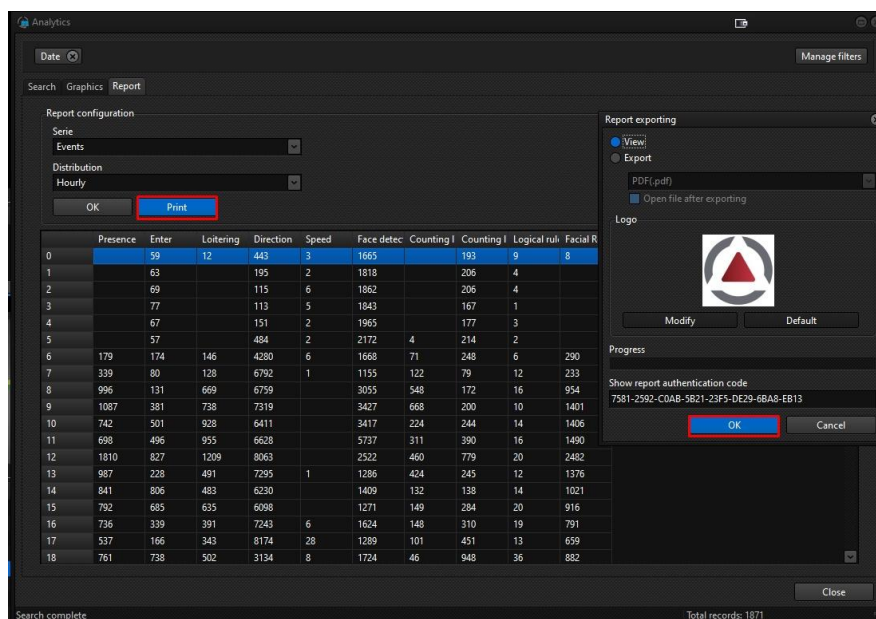 Analytics
Date
Manage filters
Search Graphics Report
Report configuration
Serie
Events
Distribution
Hourly
OK Print
Presence Enter Loitering Direction Speed Face detec Counting l Counting l Logical rul Facial R
0 59 12 443 3 1665 193 9 8
1 63 195 2 1818 206 4
2 69 115 6 1862 206 4
3 77 113 5 1843 167 1
4 67 151 2 1965 177 3
5 57 484 2 2172 4 214 2
6 179 174 146 4280 6 1668 71 248 6 290
7 339 80 128 6792 1 1155 122 79 12 233
8 996 131 669 6759 3055 548 172 16 954
9 1087 381 738 7319 3427 668 200 10 1401
10 742 501 928 6411 3417 224 244 14 1406
11 698 496 955 6628 5737 311 390 16 1490
12 1810 827 1209 8063 2522 460 779 20 2482
13 987 228 491 7295 1 1286 424 245 12 1376
14 841 806 483 6230 1409 132 138 14 1021
15 792 685 635 6098 1271 149 284 20 916
16 736 339 391 7243 6 1624 148 310 19 791
17 537 166 343 8174 28 1289 101 451 13 659
18 761 738 502 3134 8 1724 46 948 36 882
Report exporting
View
Export
PDF(.pdf)
Open file after exporting
Logo
Modify Default
Progress
Show report authentication code
7581-2592-C0AB-5B21-23F5-DE29-6BA8-EB13
OK Cancel
Close
Search complete Total records: 1871